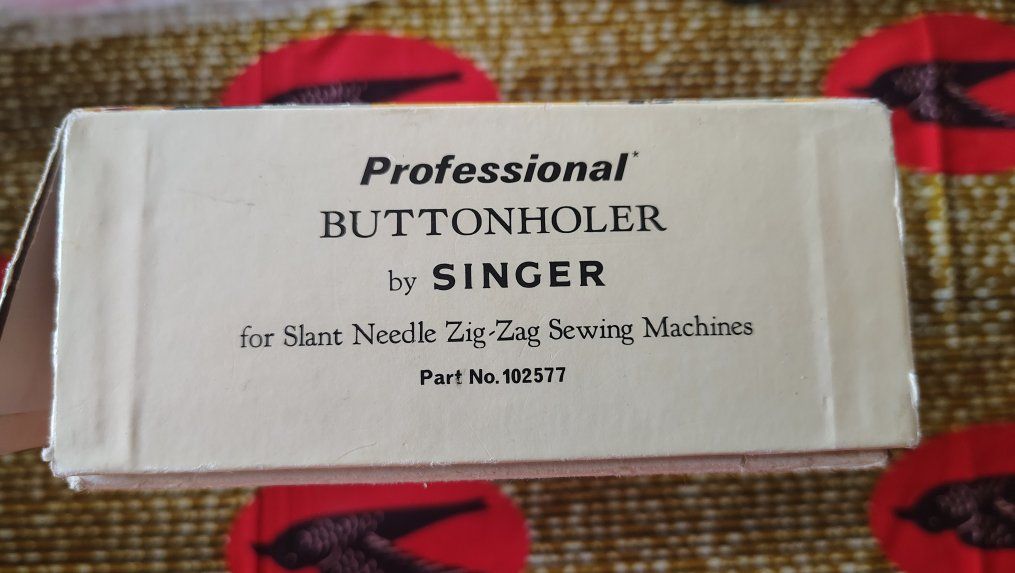 Professional*
BUTTONHOLER
by SINGER
for Slant Needle Zig-Zag Sewing Machines
Part No. 102577